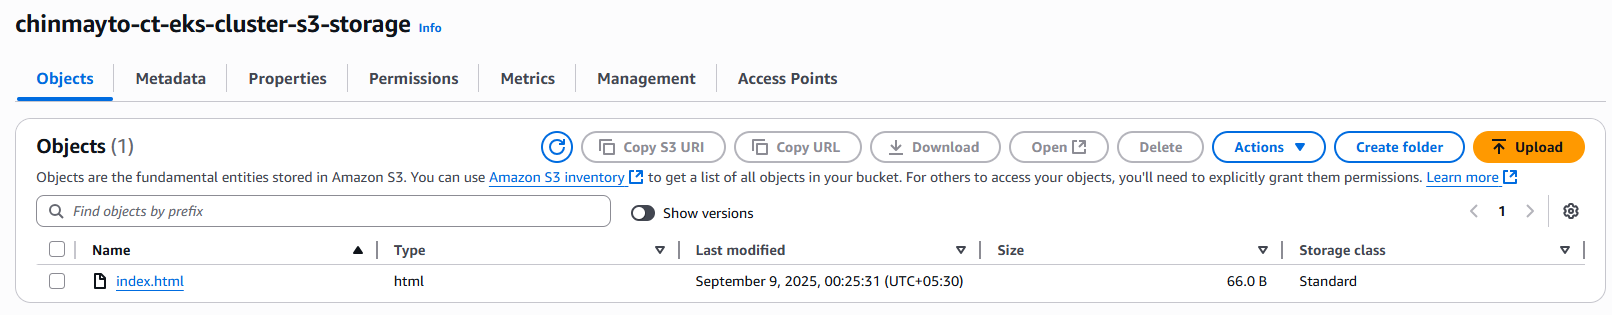 chinmayto-ct-eks-cluster-s3-storage Info
Objects Metadata Properties Permissions Metrics Management Access Points
Objects (1) Copy S3 URI Copy URL Download Open Delete Actions Create folder Upload
Objects are the fundamental entities stored in Amazon S3. You can use Amazon S3 inventory to get a list of all objects in your bucket. For others to access your objects, you'll need to explicitly grant them permissions. Learn more
Find objects by prefix Show versions 1
Name Type Last modified Size Storage class
index.html html September 9, 2025, 00:25:31 (UTC+05:30) 66.0 B Standard